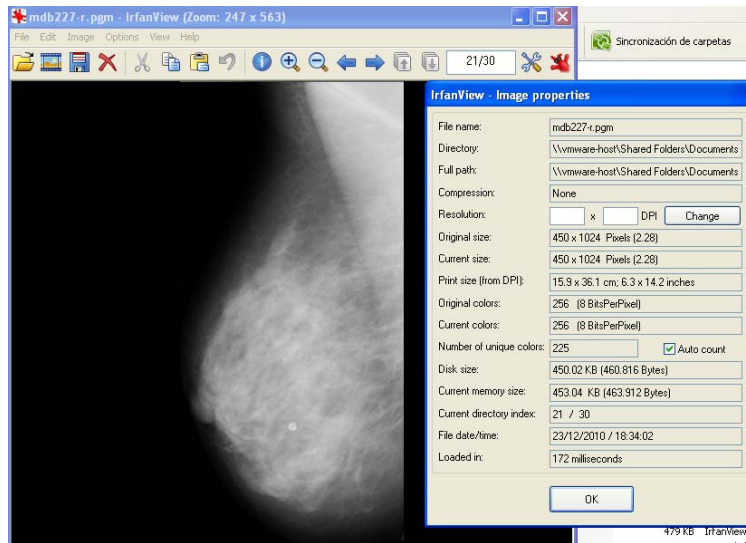 mdb227-r.pgm - IrfanView (Zoom: 247 x 563)
File Edit Image Options View Help
21/30
Sincronización de carpetas
IrfanView - Image properties
File name: mdb227-r.pgm
Directory: \\vmware-host\Shared Folders\Documents
Full path: \\vmware-host\Shared Folders\Documents
Compression: None
Resolution: x DPI Change
Original size: 450 x 1024 Pixels (2.28)
Current size: 450 x 1024 Pixels (2.28)
Print size (from DPI): 15.9 x 36.1 cm; 6.3 x 14.2 inches
Original colors: 256 (8 BitsPerPixel)
Current colors: 256 (8 BitsPerPixel)
Number of unique colors: 225 Auto count
Disk size: 450.02 KB (460.816 Bytes)
Current memory size: 453.04 KB (463.912 Bytes)
Current directory index: 21 / 30
File date/time: 23/12/2010 / 18:34:02
Loaded in: 172 milliseconds
OK
479 KB IrfanView